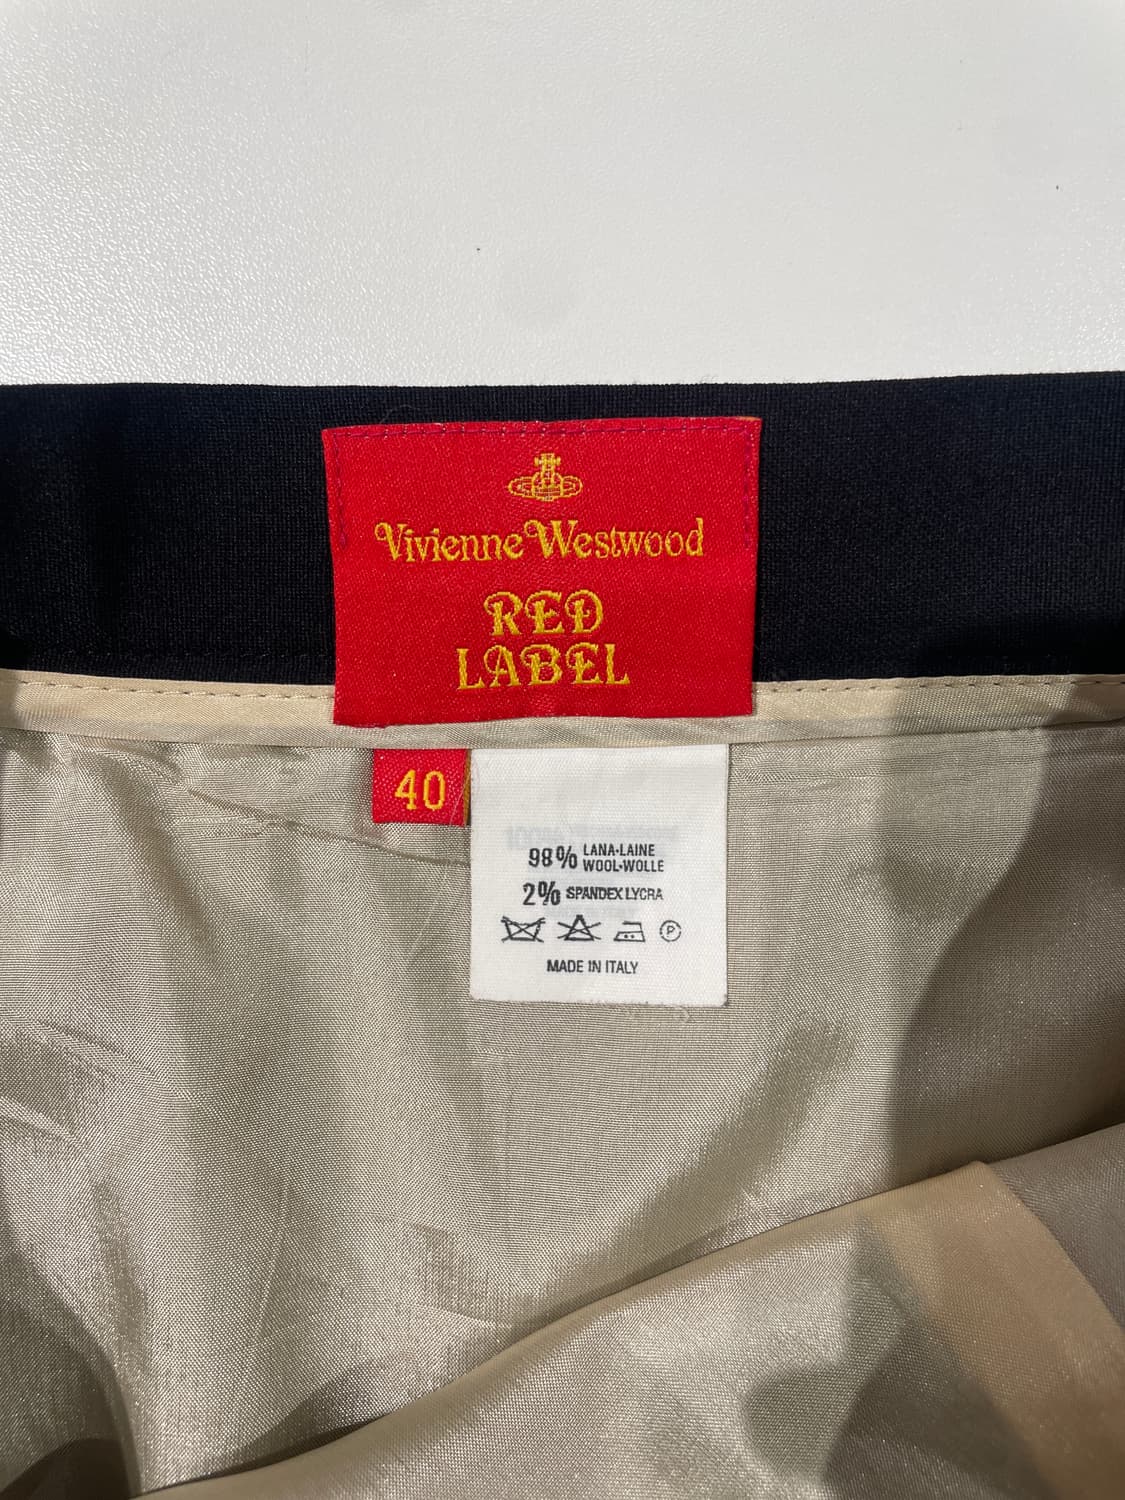 Vivienne Westwood
RED
LABEL
40
98% LANA·LAINE
WOOL·WOLLE
2% SPANDEX LYCRA
P
MADE IN ITALY